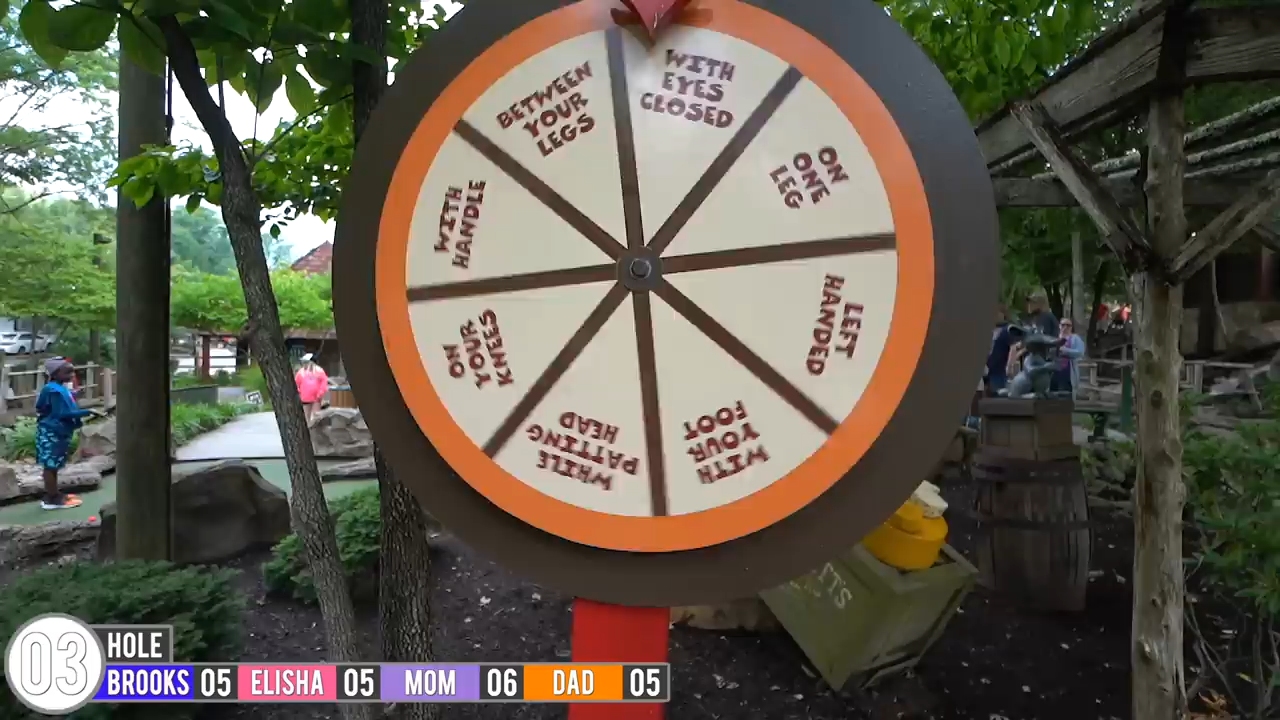 WITH
EYES
CLOSED
ON
ONE
LEG
LEFT
HANDED
WITH
YOUR
FOOT
WHILE
PATTING
HEAD
ON
YOUR
KNEES
WITH
HANDLE
BETWEEN
YOUR
LEGS
03 HOLE
BROOKS 05 ELISHA 05 MOM 06 DAD 05